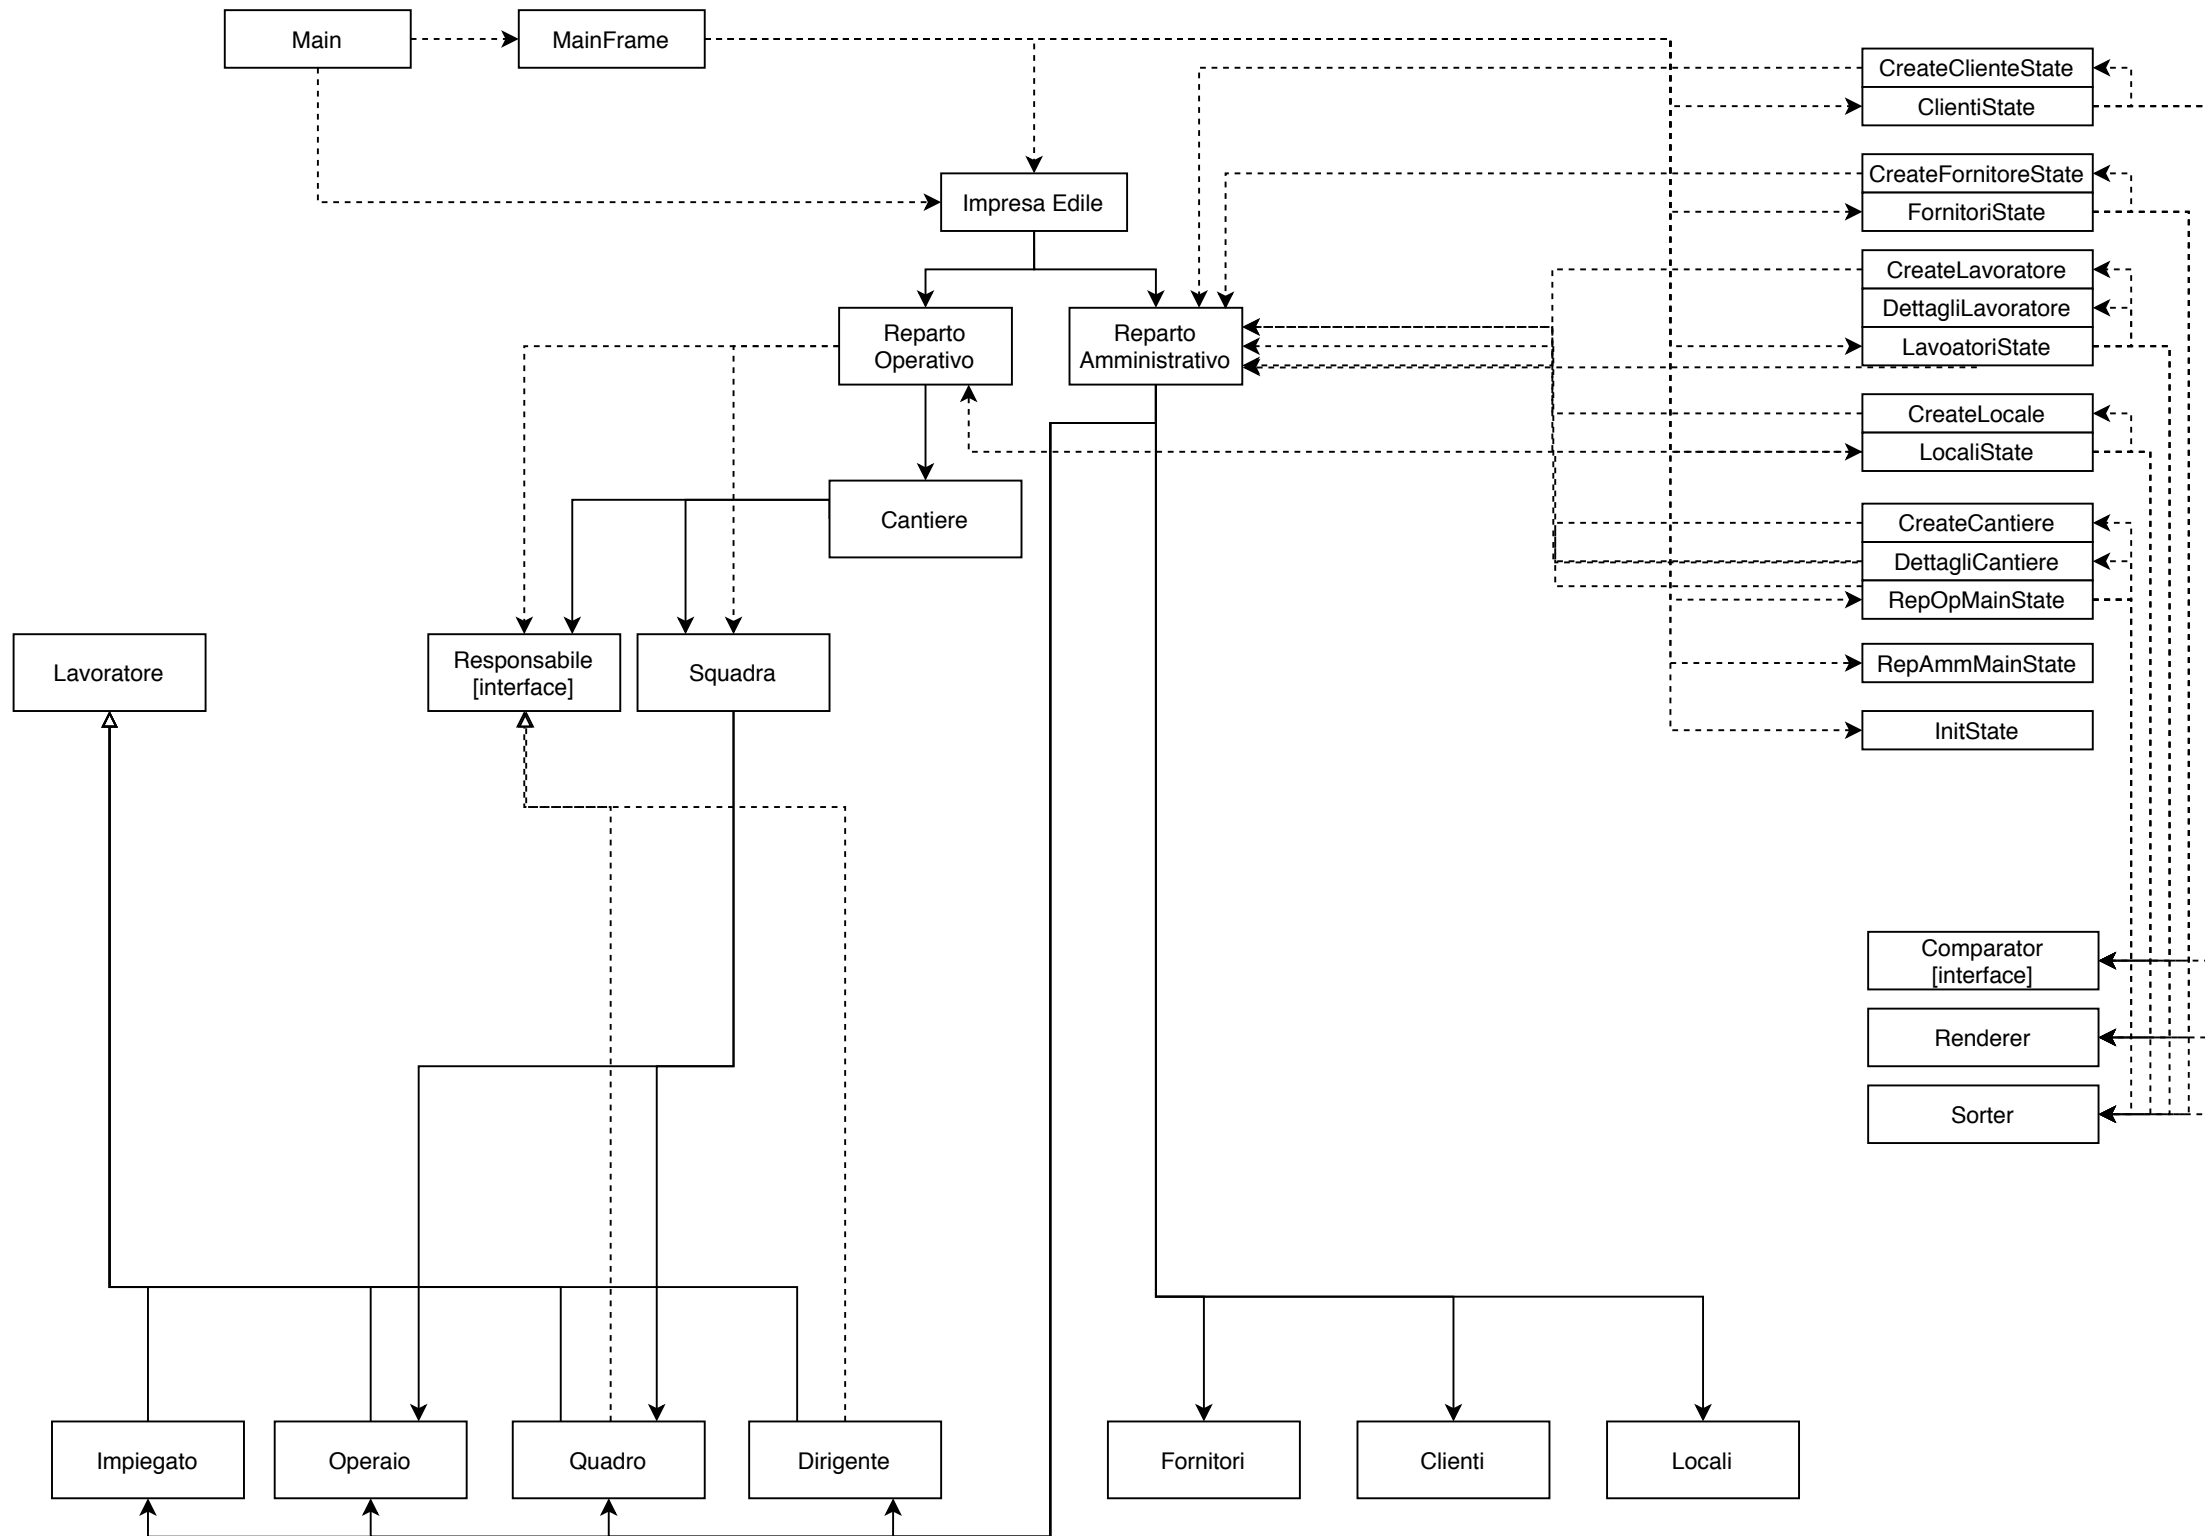 Main
MainFrame
CreateClienteState
ClientiState
CreateFornitoreState
Impresa Edile
FornitoriState
CreateLavoratore
DettagliLavoratore
Reparto
Operativo
Reparto
Amministrativo
LavoatoriState
CreateLocale
LocaliState
Cantiere
CreateCantiere
DettagliCantiere
RepOpMainState
Lavoratore
Responsabile
[interface]
Squadra
RepAmmMainState
InitState
Comparator
[interface]
Renderer
Sorter
Impiegato
Operaio
Quadro
Dirigente
Fornitori
Clienti
Locali